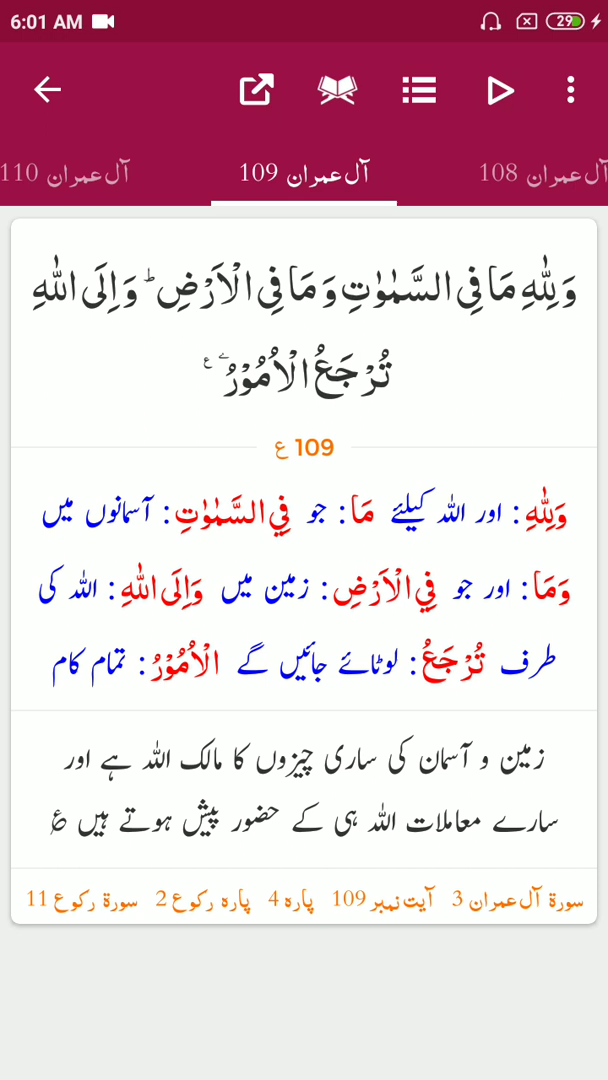 6:01 AM 29
آل عمران 108 آل عمران 109 آل عمران 110
وَلِلّٰهِ مَا فِي السَّمٰوٰتِ وَ مَا فِي الْاَرْضِ ؕ وَ اِلَى اللّٰهِ
تُرْجَعُ الْاُمُوْرُ ۧ ع
109 ع
وَلِلّٰهِ: اور اللہ کیلئے مَا: جو فِي السَّمٰوٰتِ: آسمانوں میں
وَمَا: اور جو فِي الْاَرْضِ: زمین میں وَاِلَى اللّٰهِ: اللہ کی
طرف تُرْجَعُ: لوٹائے جائیں گے الْاُمُوْرُ: تمام کام
زمین و آسمان کی ساری چیزوں کا مالک اللہ ہے اور
سارے معاملات اللہ ہی کے حضور پیش ہوتے ہیں ؏
سورۃ آل عمران 3 آیت نمبر 109 پارہ 4 پارہ رکوع 2 سورۃ رکوع 11